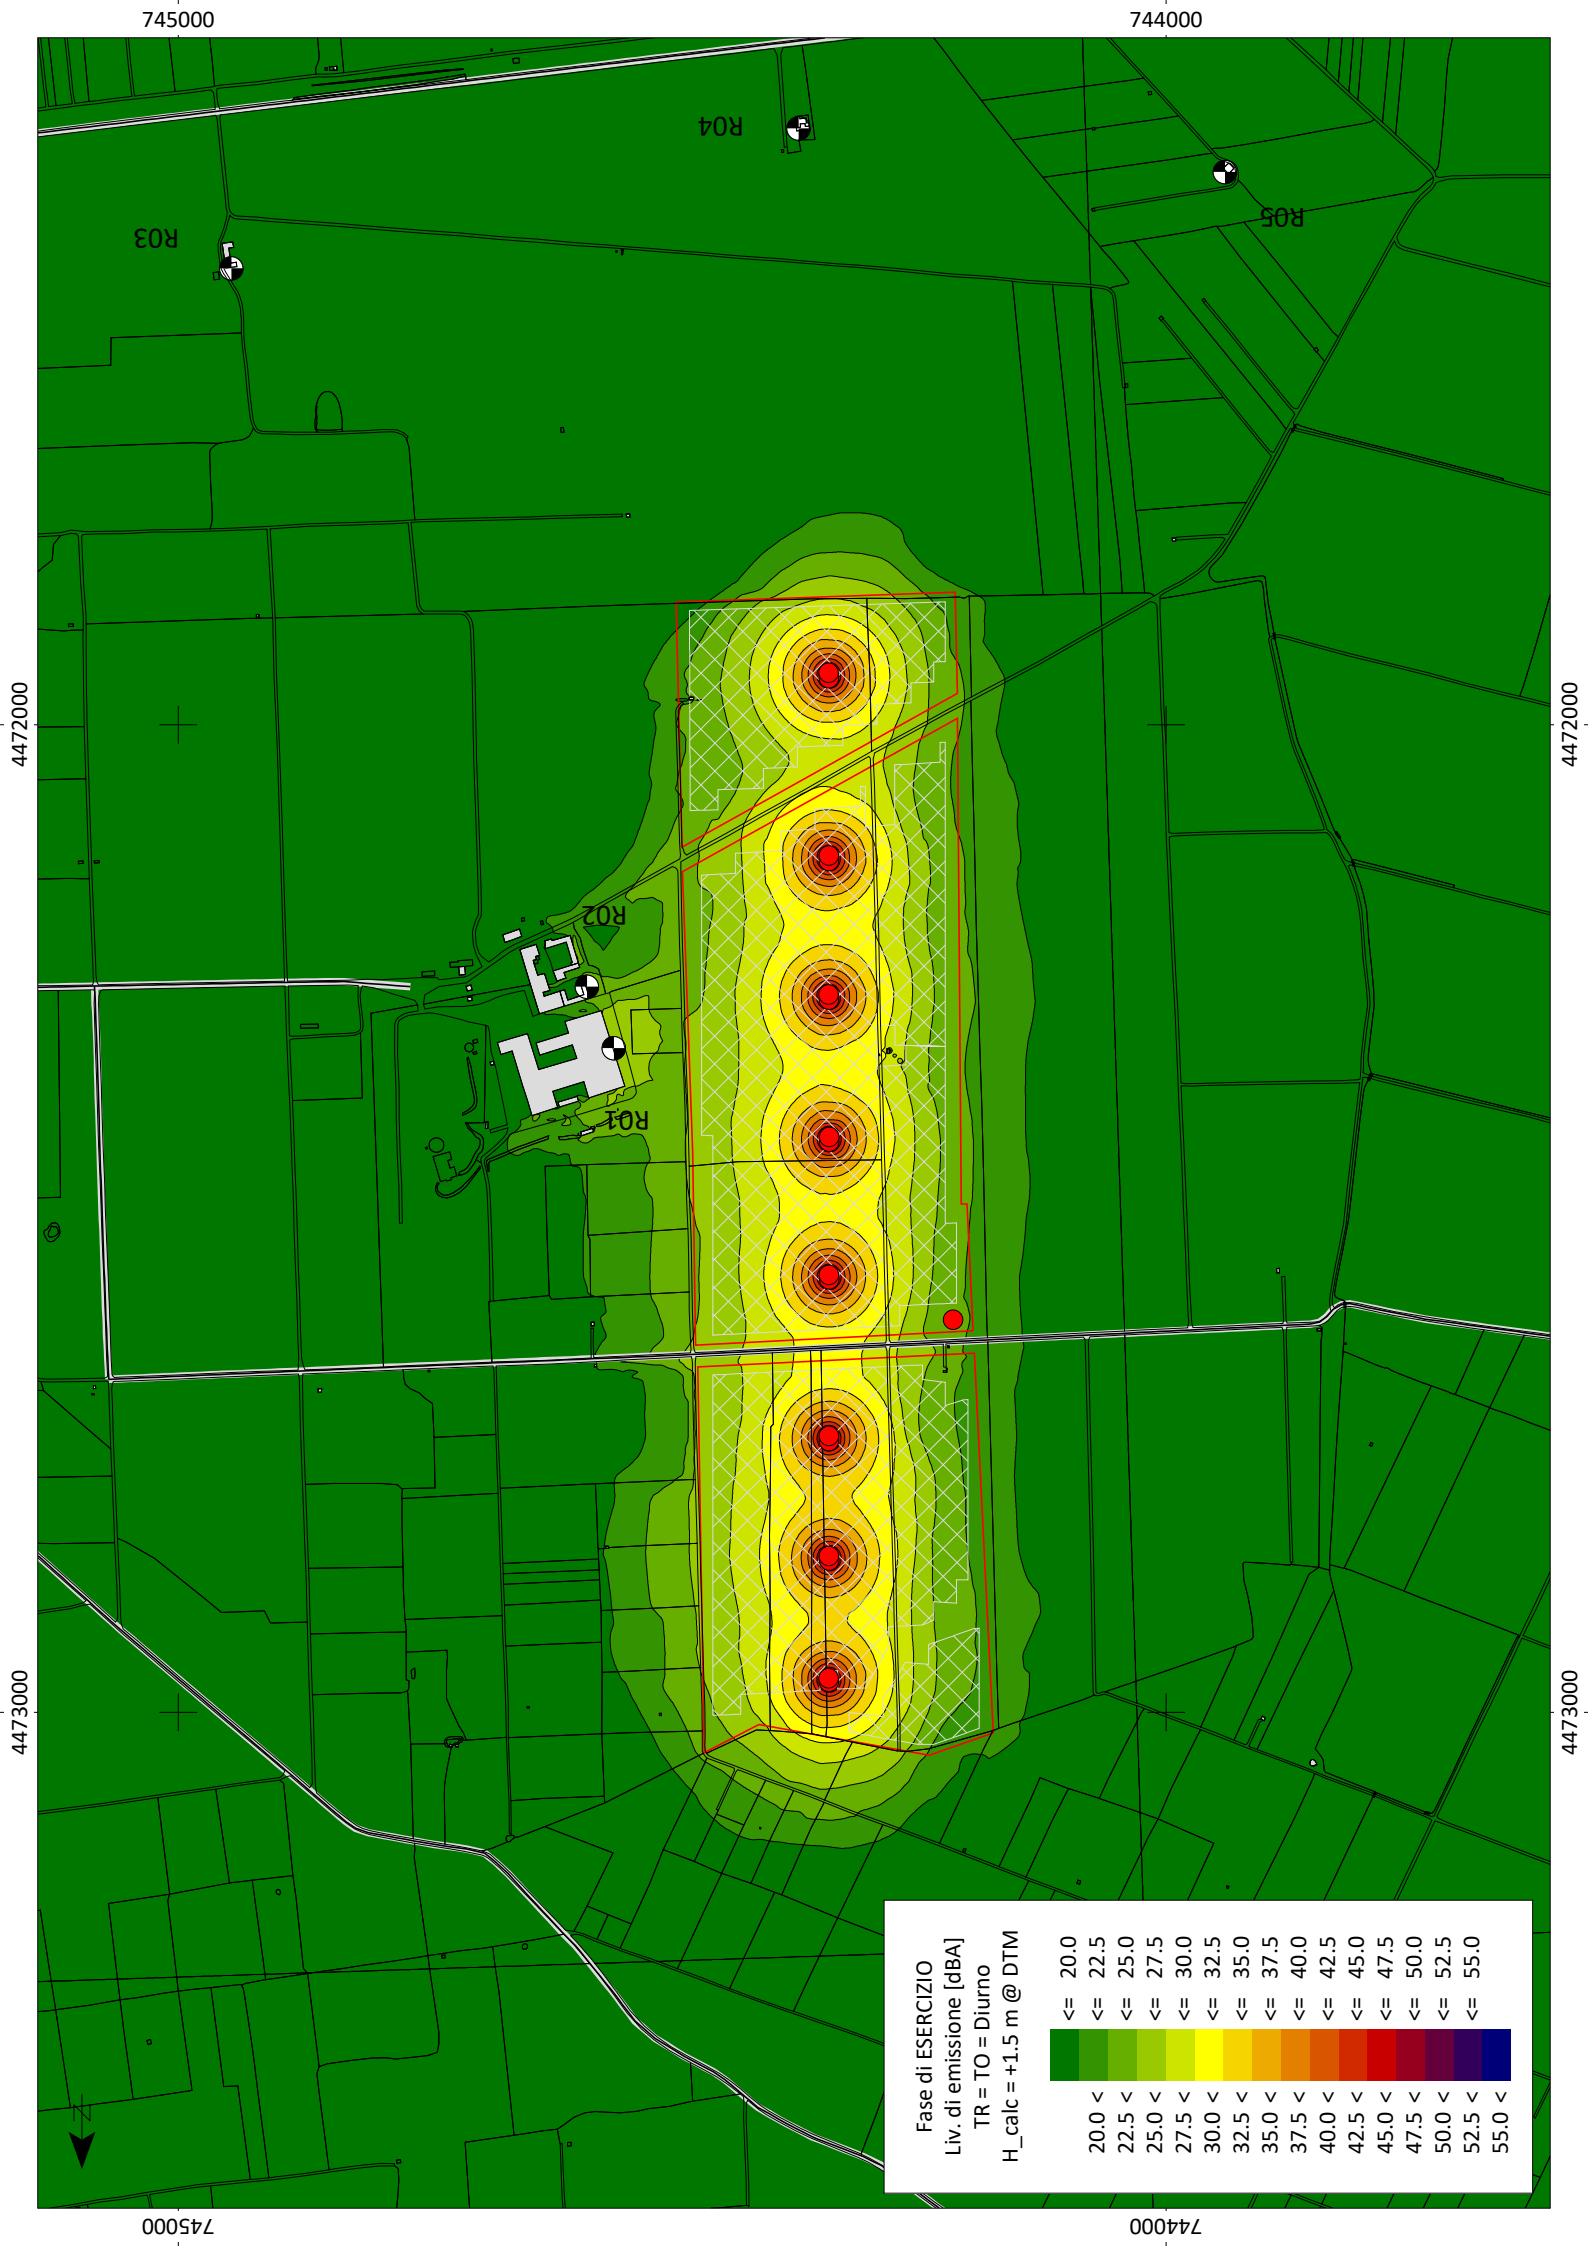 745000
744000
R04
R03
R05
4472000
4472000
R02
R01
4473000
4473000
N
Fase di ESERCIZIO
Liv. di emissione [dBA]
TR = TO = Diurno
H_calc = +1.5 m @ DTM
<= 20.0
20.0 < <= 22.5
22.5 < <= 25.0
25.0 < <= 27.5
27.5 < <= 30.0
30.0 < <= 32.5
32.5 < <= 35.0
35.0 < <= 37.5
37.5 < <= 40.0
40.0 < <= 42.5
42.5 < <= 45.0
45.0 < <= 47.5
47.5 < <= 50.0
50.0 < <= 52.5
52.5 < <= 55.0
55.0 <
745000
744000